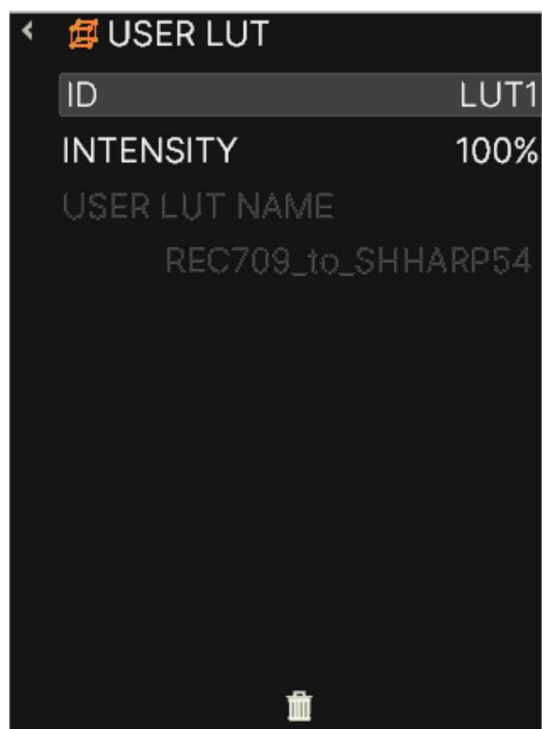 USER LUT
ID LUT1
INTENSITY 100%
USER LUT NAME
REC709_to_SHHARP54